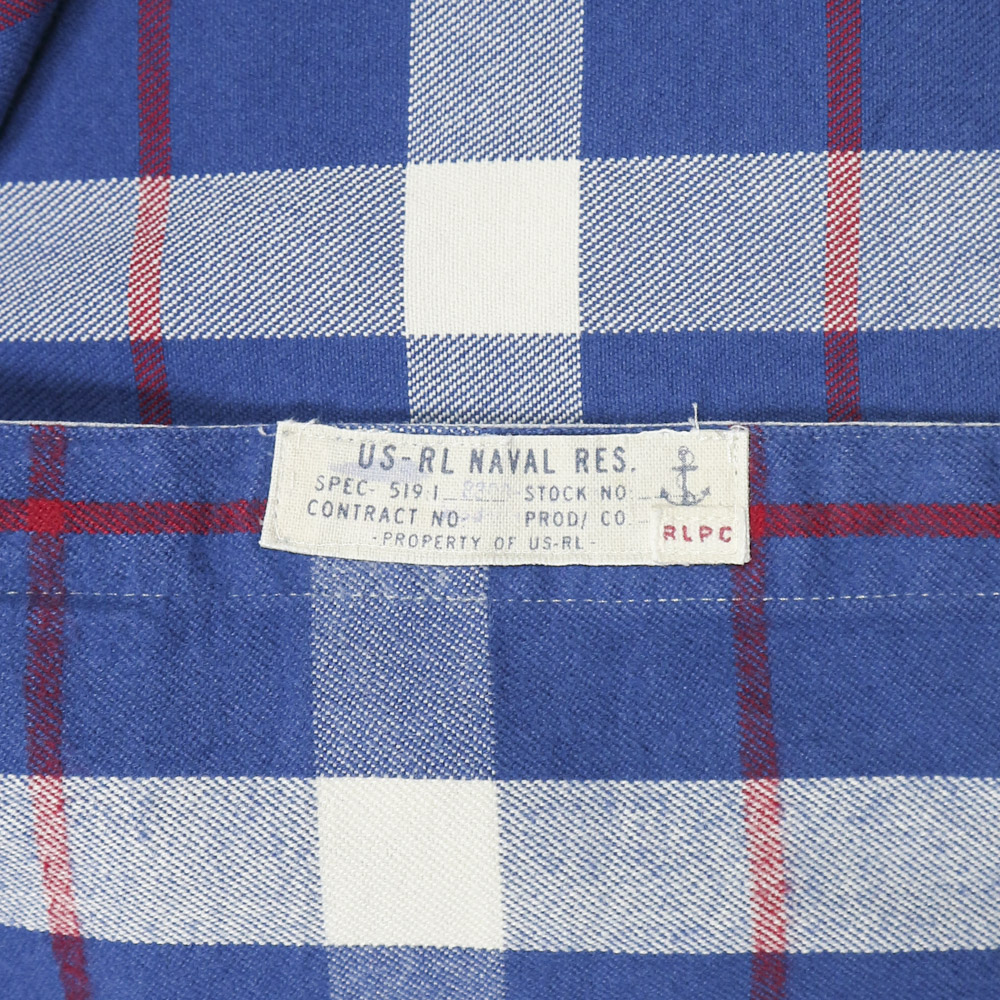 US-RL NAVAL RES.
SPEC- 519.1 STOCK NO.
CONTRACT NO- PROD/ CO
RLPC
-PROPERTY OF US-RL-